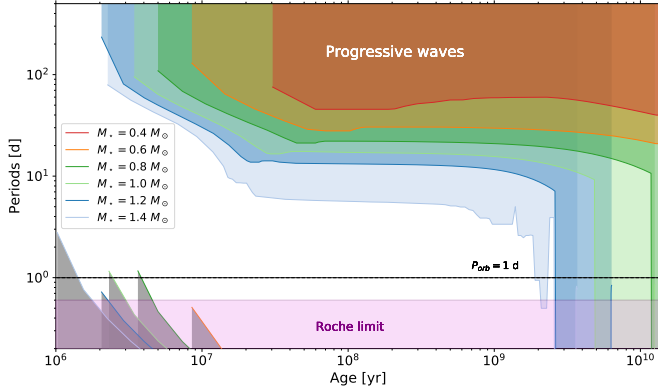 Progressive waves
10²
10¹
10⁰
Periods [d]
M⋆ = 0.4 M⊙
M⋆ = 0.6 M⊙
M⋆ = 0.8 M⊙
M⋆ = 1.0 M⊙
M⋆ = 1.2 M⊙
M⋆ = 1.4 M⊙
P_orb = 1 d
Roche limit
10⁶ 10⁷ 10⁸ 10⁹ 10¹⁰
Age [yr]